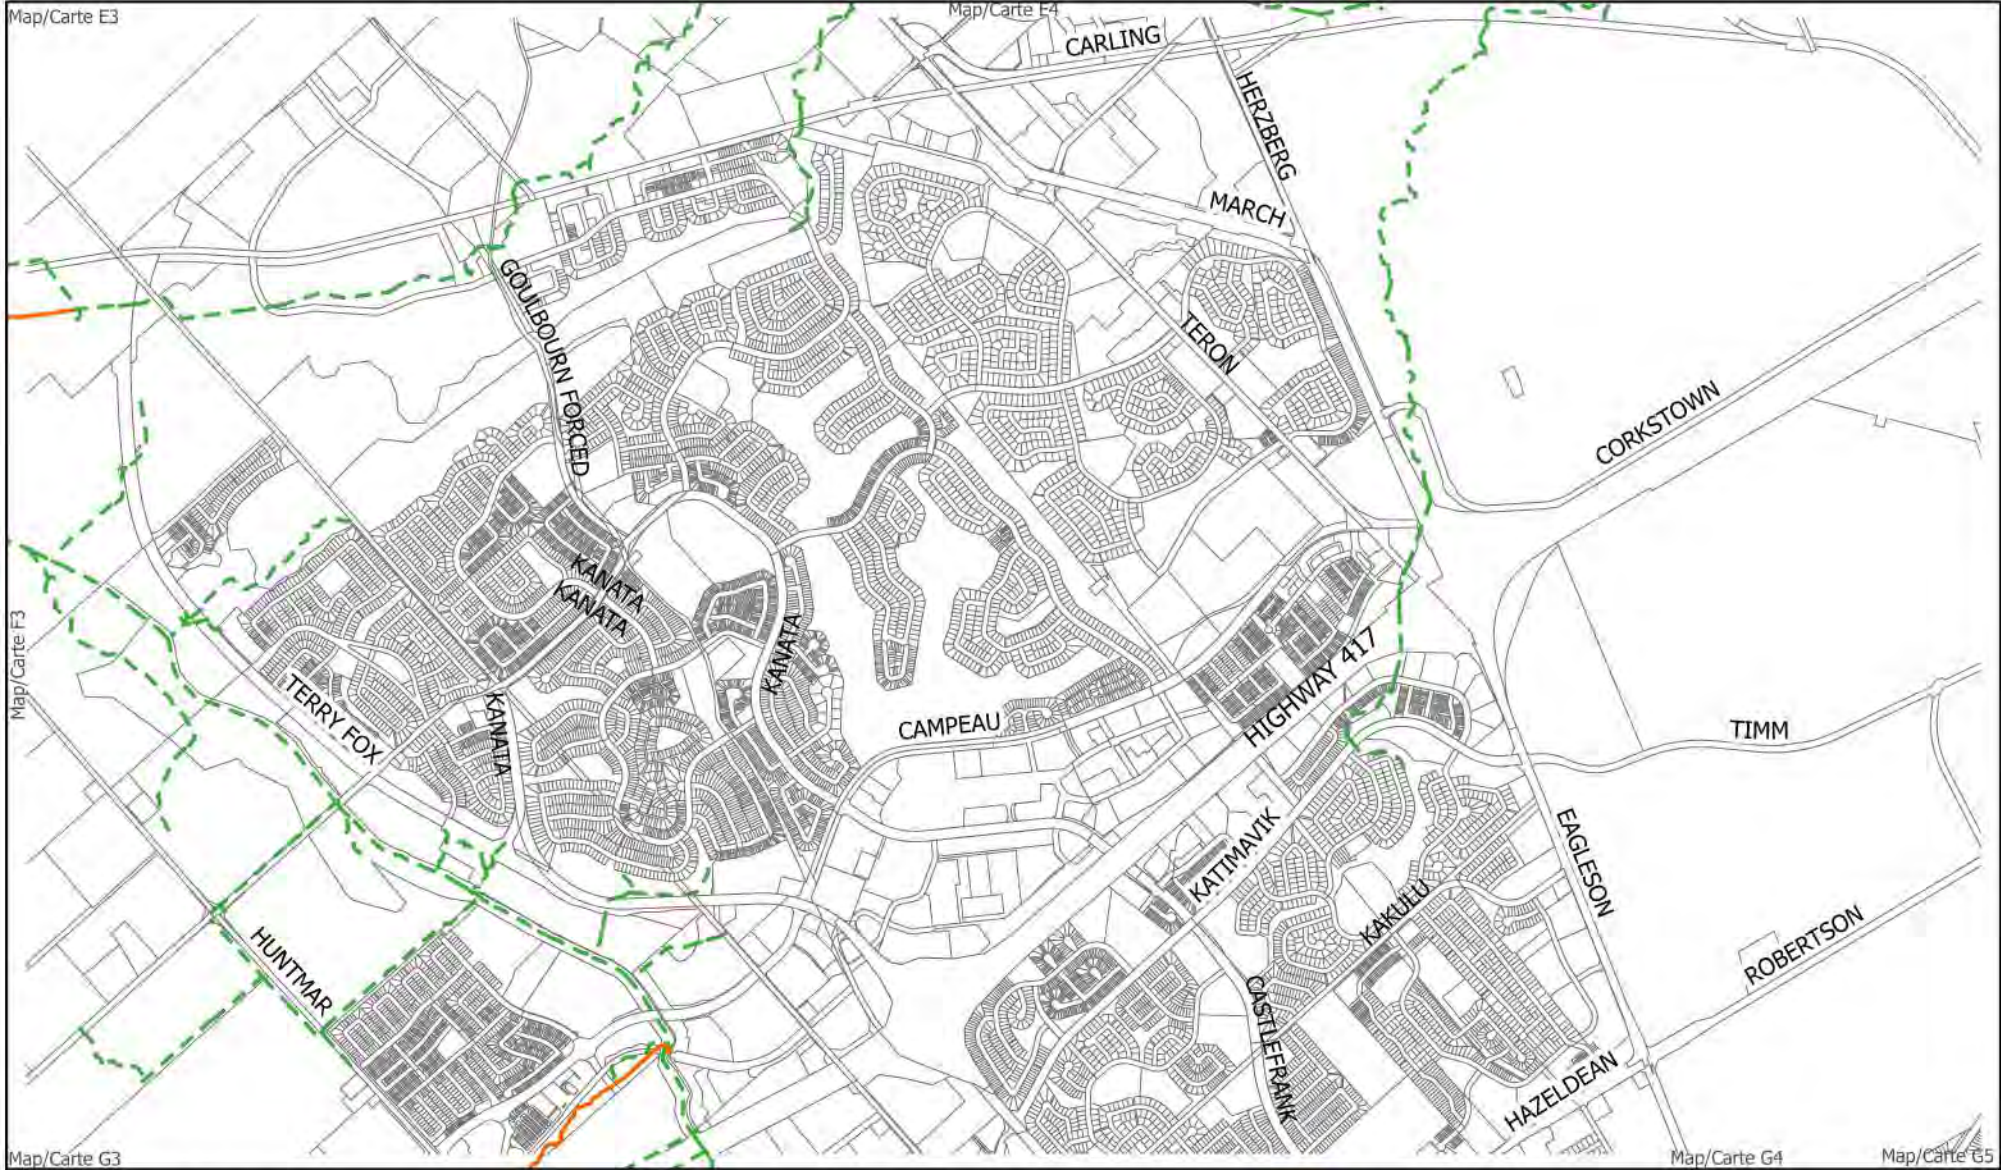 Map/Carte E3
Map/Carte E4
CARLING
HERZBERG
MARCH
GOULBOURN FORCED
TERON
CORKSTOWN
KANATA
KANATA
KANATA
Map/Carte F3
TERRY FOX
KANATA
HIGHWAY 417
CAMPEAU
TIMM
KATIMAVIK
EAGLESON
KAKULU
HUNTMAR
ROBERTSON
CASTLEFRANK
HAZELDEAN
Map/Carte G3
Map/Carte G4
Map/Carte G5